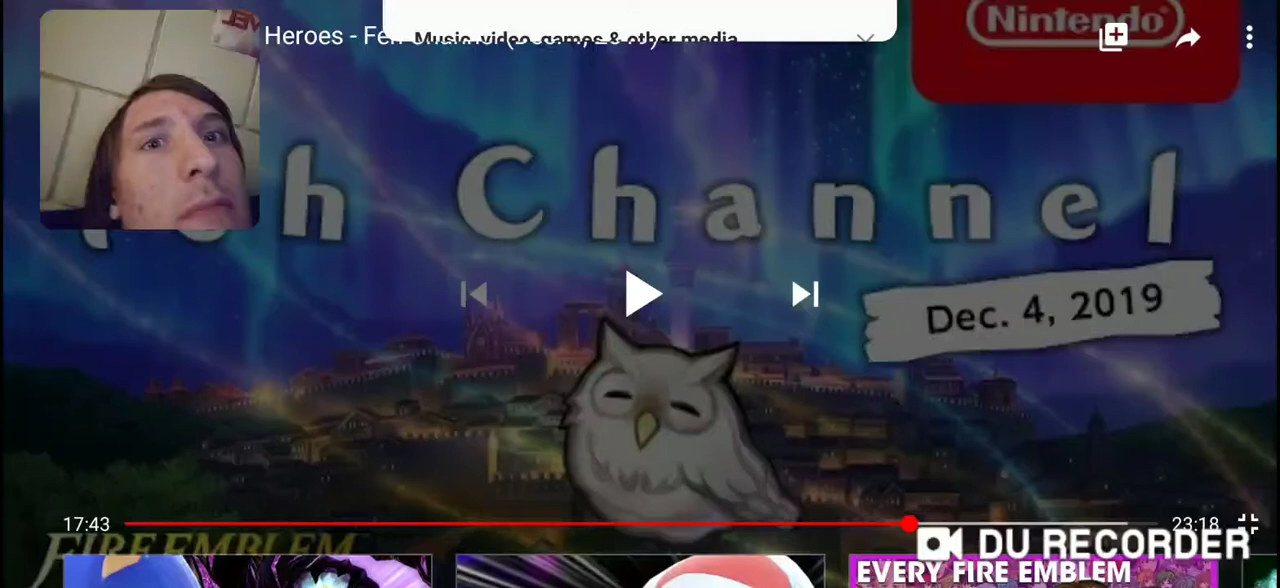 Heroes - Fe
Music, video games & other media
Nintendo
h Channel
Dec. 4, 2019
17:43
23:18
FIRE EMBLEM
DU RECORDER
EVERY FIRE EMBLEM